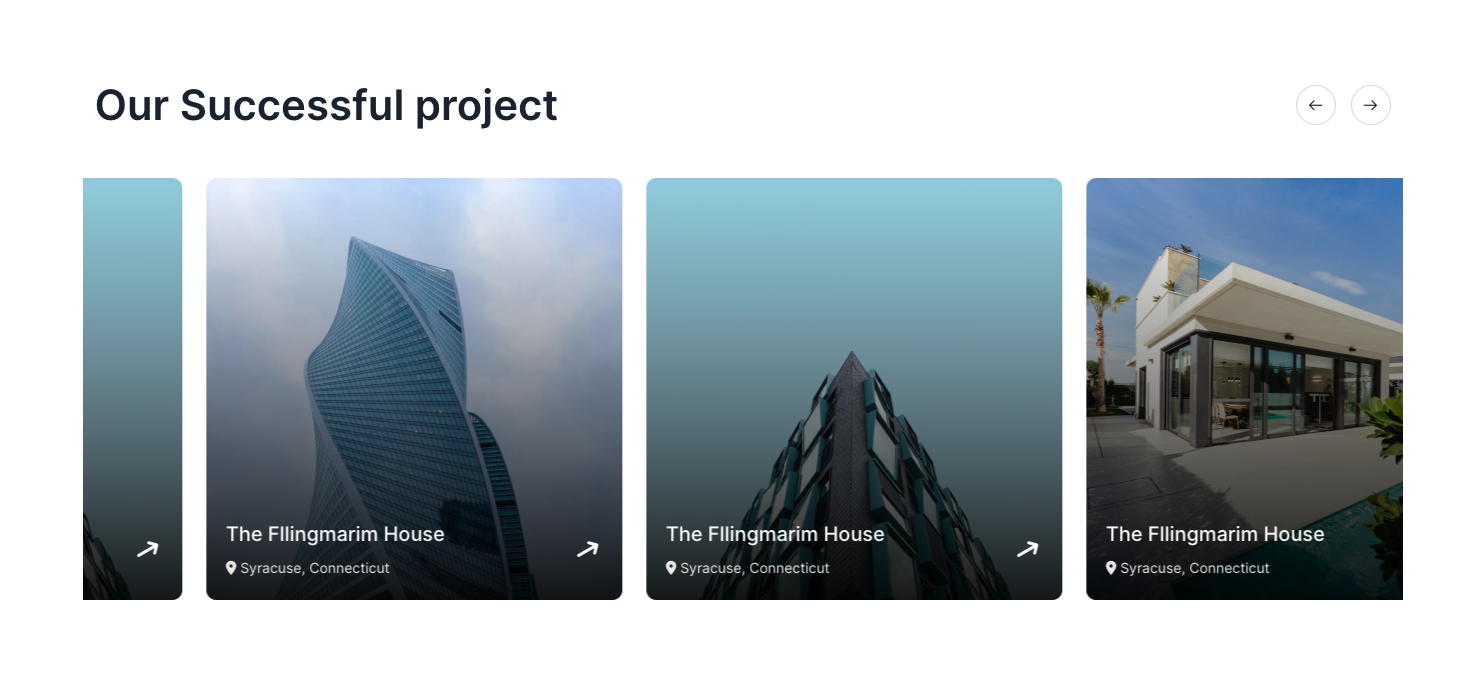 Our Successful project
The Fllingmarim House
Syracuse, Connecticut
The Fllingmarim House
Syracuse, Connecticut
The Fllingmarim House
Syracuse, Connecticut